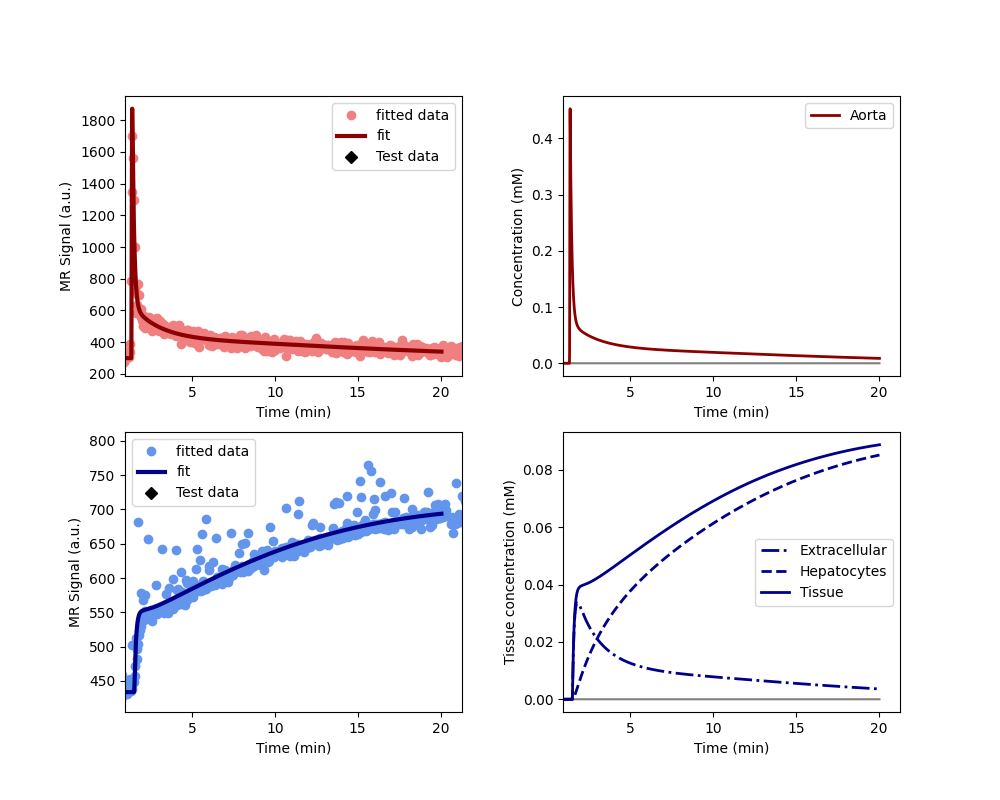 1800
1600
1400
1200
1000
800
600
400
200
MR Signal (a.u.)
fitted data
fit
Test data
5
10
15
20
Time (min)
0.4
0.3
0.2
0.1
0.0
Concentration (mM)
Aorta
5
10
15
20
Time (min)
800
750
700
650
600
550
500
450
MR Signal (a.u.)
fitted data
fit
Test data
5
10
15
20
Time (min)
0.08
0.06
0.04
0.02
0.00
Tissue concentration (mM)
Extracellular
Hepatocytes
Tissue
5
10
15
20
Time (min)